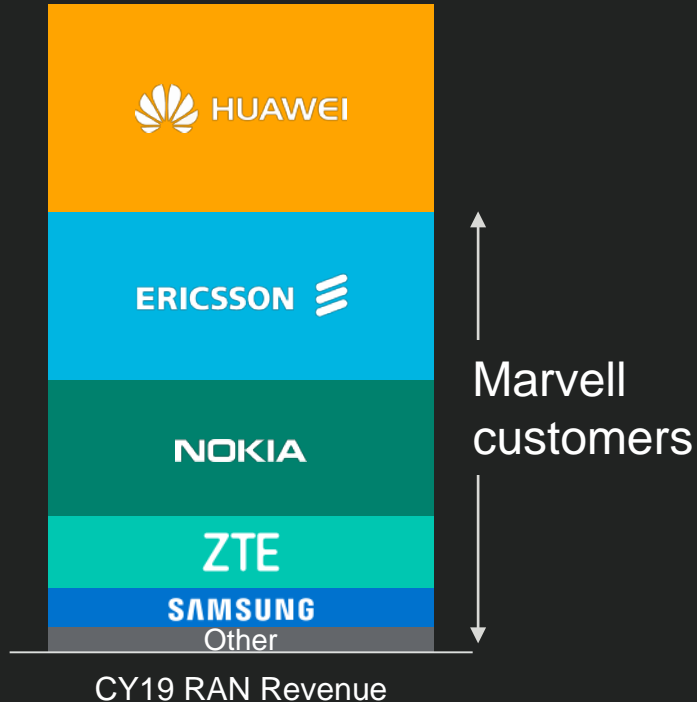 HUAWEI
ERICSSON
NOKIA
ZTE
SAMSUNG
Other
Marvell
customers
CY19 RAN Revenue